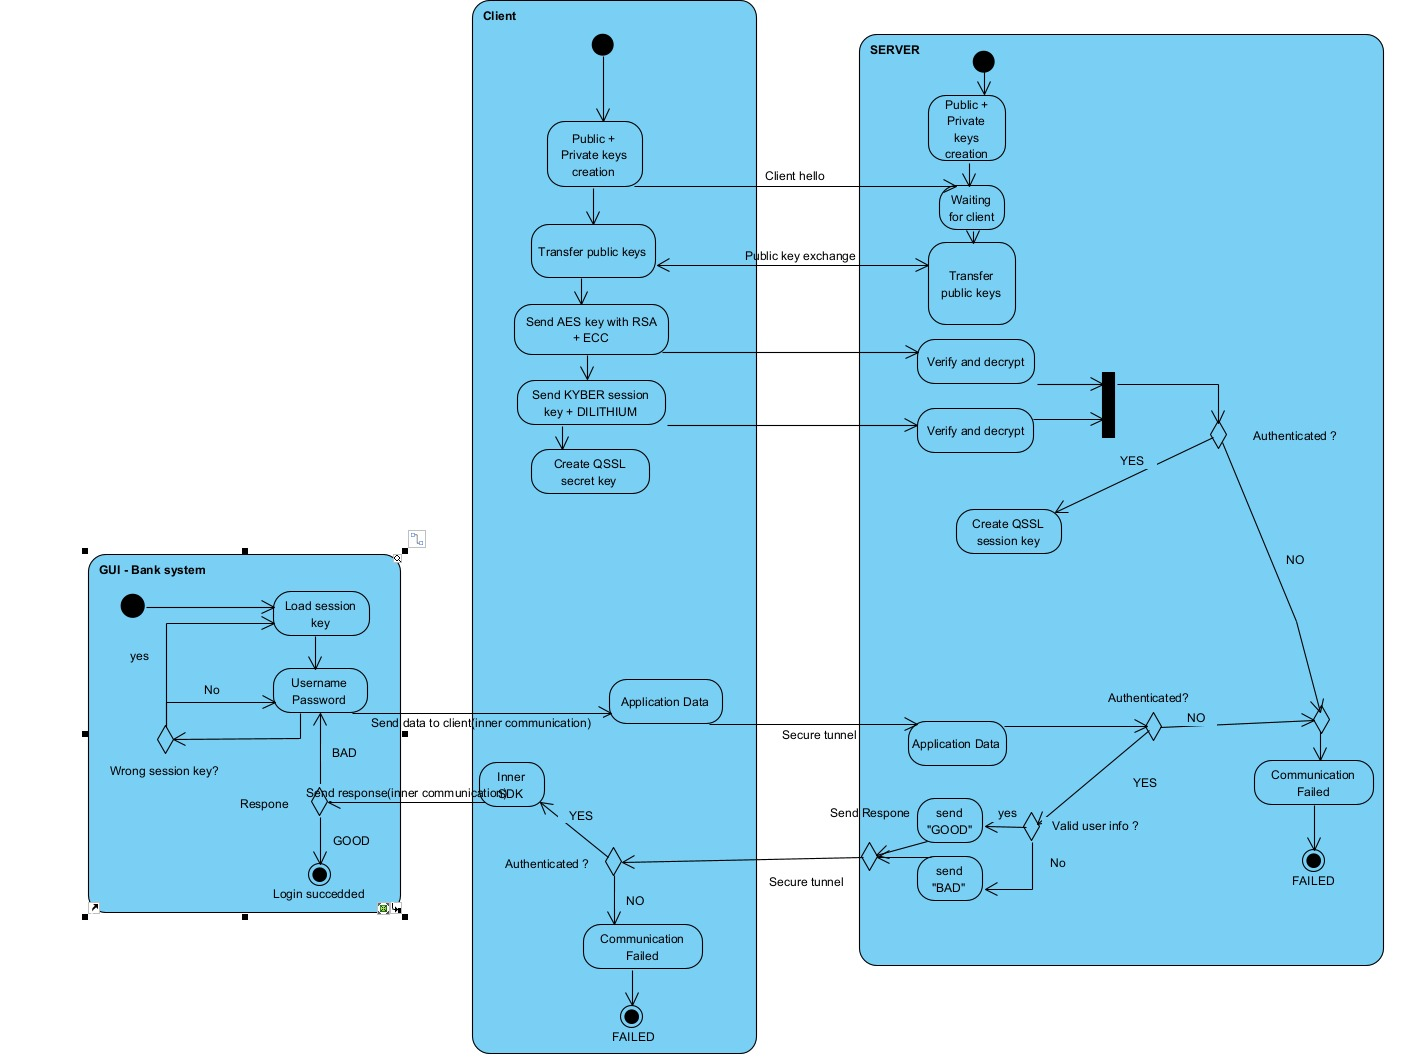 Client
SERVER
Public +
Private keys
creation
Public +
Private
keys
creation
Client hello
Waiting
for client
Transfer public keys
Public key exchange
Transfer
public keys
Send AES key with RSA
+ ECC
Verify and decrypt
Send KYBER session
key + DILITHIUM
Verify and decrypt
Authenticated ?
YES
Create QSSL
secret key
Create QSSL
session key
NO
GUI - Bank system
Load session
key
yes
No
Username
Password
Send data to client(inner communication)
Application Data
Secure tunnel
Application Data
Authenticated?
NO
YES
Communication
Failed
FAILED
Wrong session key?
BAD
Respone
Send response(inner communication)
Inner
SDK
GOOD
Login succedded
YES
Authenticated ?
NO
Communication
Failed
FAILED
Send Respone
Secure tunnel
send
"GOOD"
yes
Valid user info ?
No
send
"BAD"